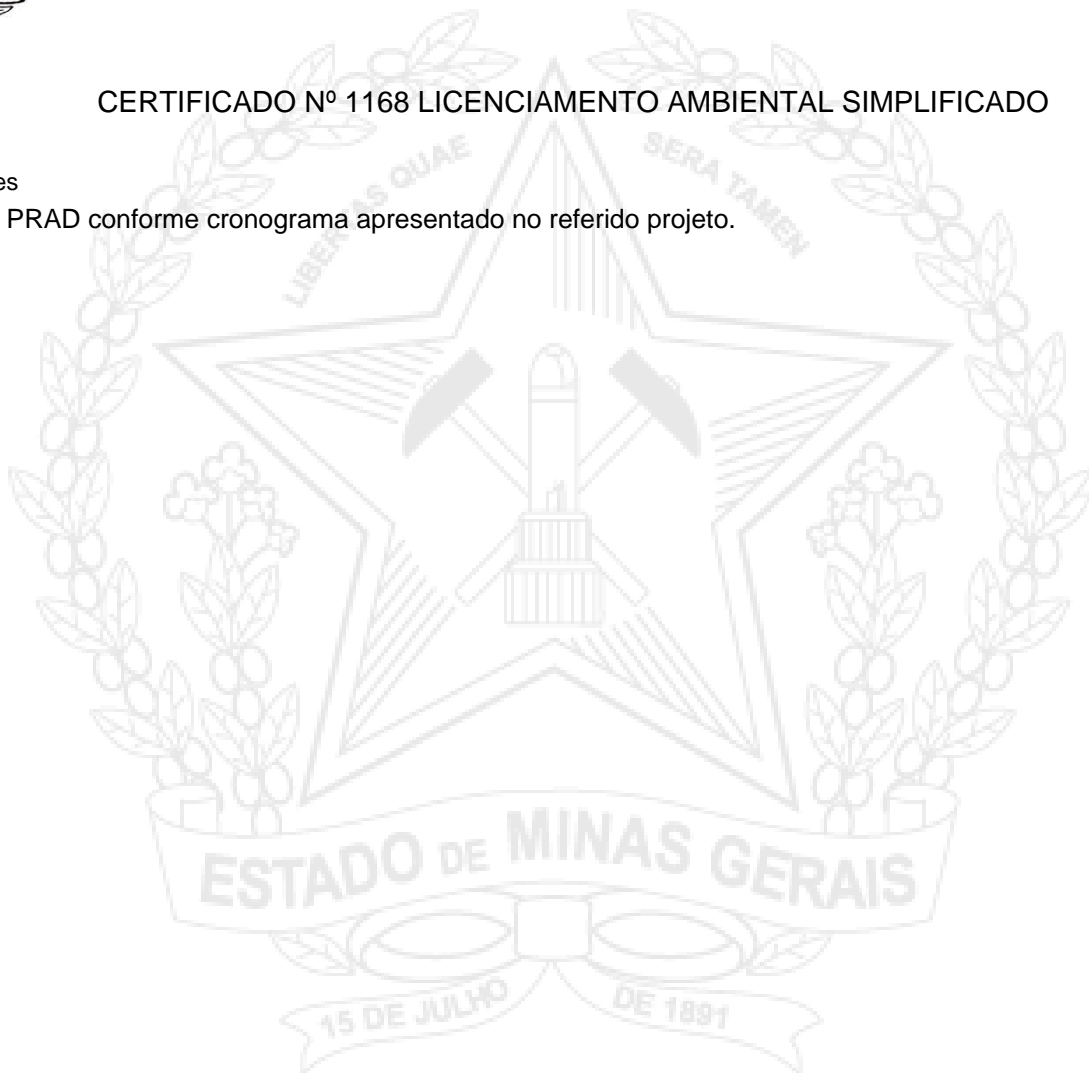 CERTIFICADO Nº 1168 LICENCIAMENTO AMBIENTAL SIMPLIFICADO
es
PRAD conforme cronograma apresentado no referido projeto.
LIBERTAS QUAE SERA TAMEN
ESTADO DE MINAS GERAIS
15 DE JULHO DE 1891